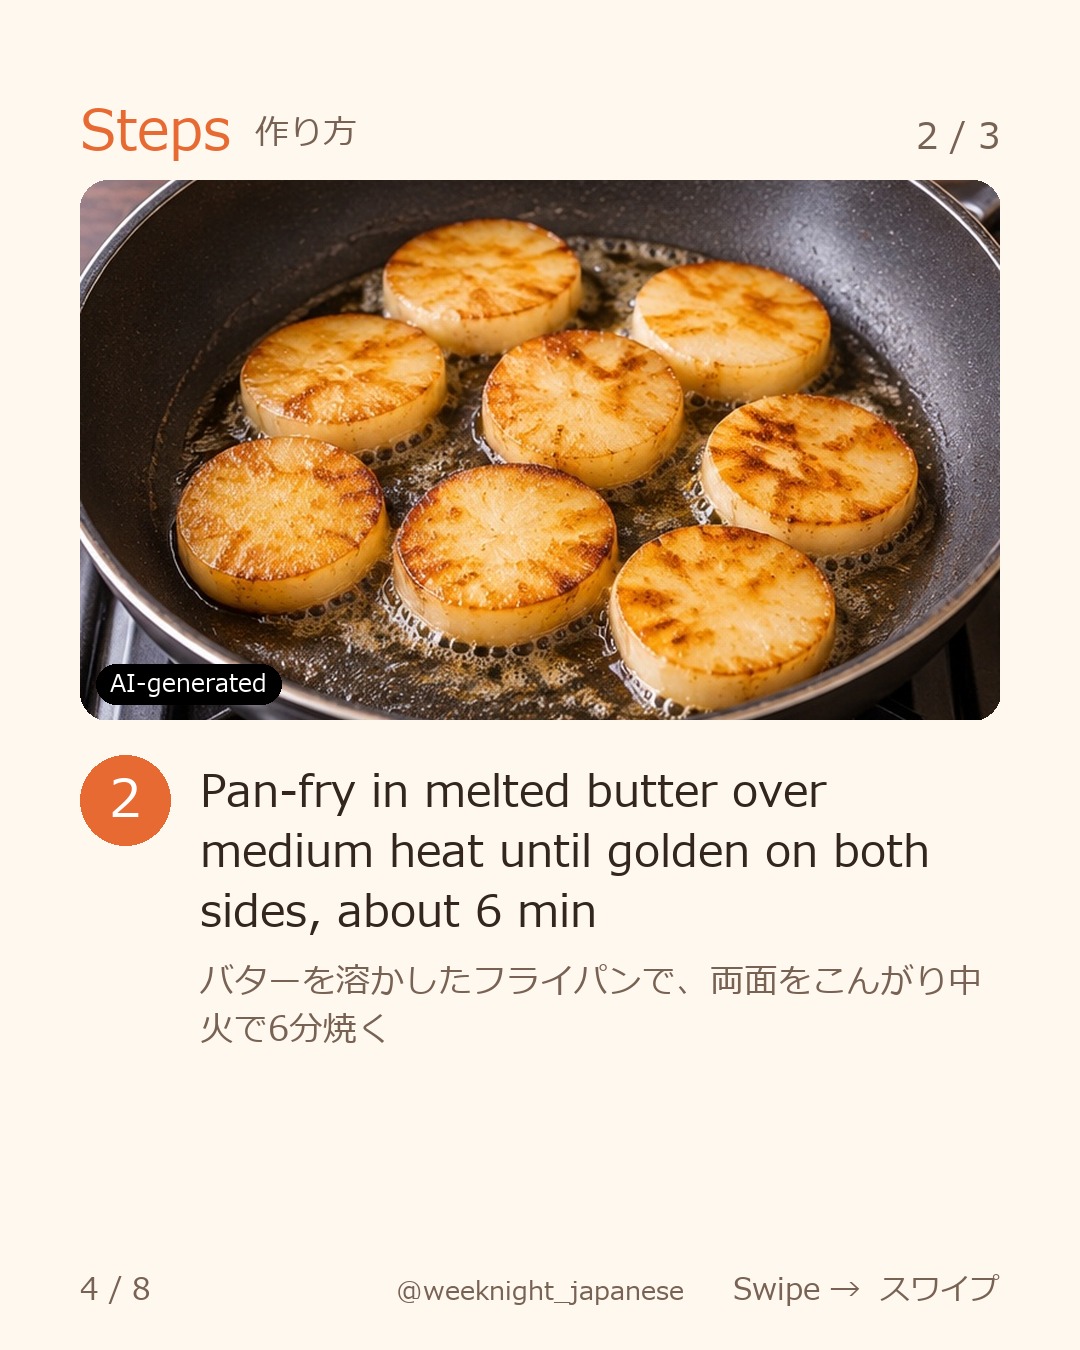 Steps 作り方
2 / 3
AI-generated
2
Pan-fry in melted butter over
medium heat until golden on both
sides, about 6 min
バターを溶かしたフライパンで、両面をこんがり中
火で6分焼く
4 / 8
@weeknight_japanese
Swipe → スワイプ